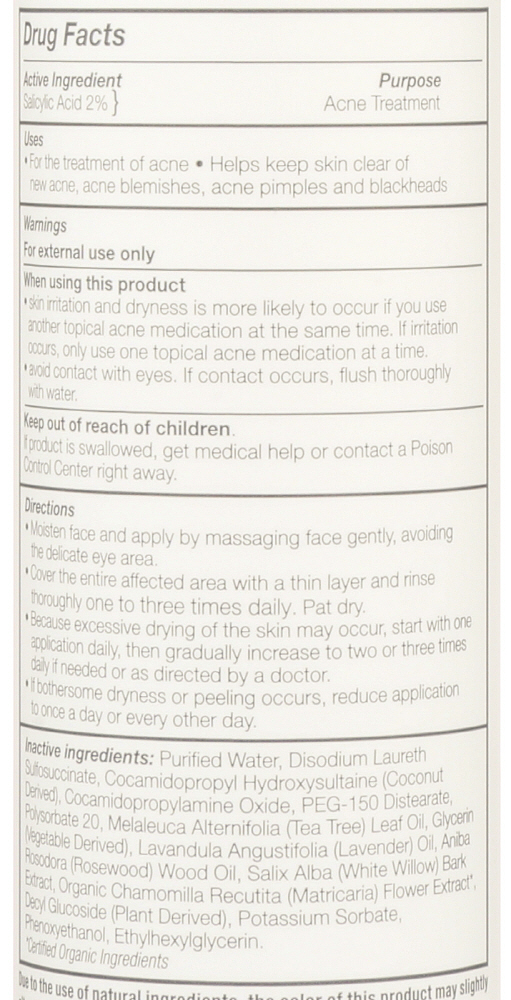 Drug Facts
Active Ingredient Purpose
Salicylic Acid 2% } Acne Treatment
Uses
• For the treatment of acne • Helps keep skin clear of
new acne, acne blemishes, acne pimples and blackheads
Warnings
For external use only
When using this product
• skin irritation and dryness is more likely to occur if you use
another topical acne medication at the same time. If irritation
occurs, only use one topical acne medication at a time.
• avoid contact with eyes. If contact occurs, flush thoroughly
with water.
Keep out of reach of children.
If product is swallowed, get medical help or contact a Poison
Control Center right away.
Directions
• Moisten face and apply by massaging face gently, avoiding
the delicate eye area.
• Cover the entire affected area with a thin layer and rinse
thoroughly one to three times daily. Pat dry.
• Because excessive drying of the skin may occur, start with one
application daily, then gradually increase to two or three times
daily if needed or as directed by a doctor.
• If bothersome dryness or peeling occurs, reduce application
to once a day or every other day.
Inactive ingredients: Purified Water, Disodium Laureth
Sulfosuccinate, Cocamidopropyl Hydroxysultaine (Coconut
Derived), Cocamidopropylamine Oxide, PEG-150 Distearate,
Polysorbate 20, Melaleuca Alternifolia (Tea Tree) Leaf Oil, Glycerin
(Vegetable Derived), Lavandula Angustifolia (Lavender) Oil, Aniba
Rosodora (Rosewood) Wood Oil, Salix Alba (White Willow) Bark
Extract, Organic Chamomilla Recutita (Matricaria) Flower Extract*,
Decyl Glucoside (Plant Derived), Potassium Sorbate,
Phenoxyethanol, Ethylhexylglycerin.
*Certified Organic Ingredients
Due to the use of natural ingredients, the color of this product may slightly